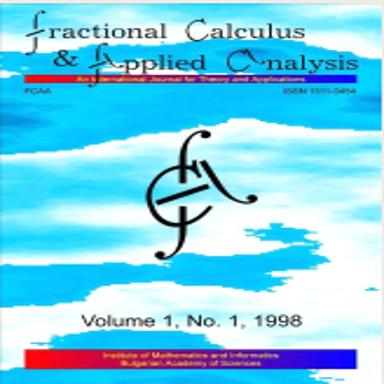 Fractional Calculus
& Applied Analysis
An International Journal for Theory and Applications
FCAA ISSN 1311-0454
Volume 1, No. 1, 1998
Institute of Mathematics and Informatics
Bulgarian Academy of Sciences